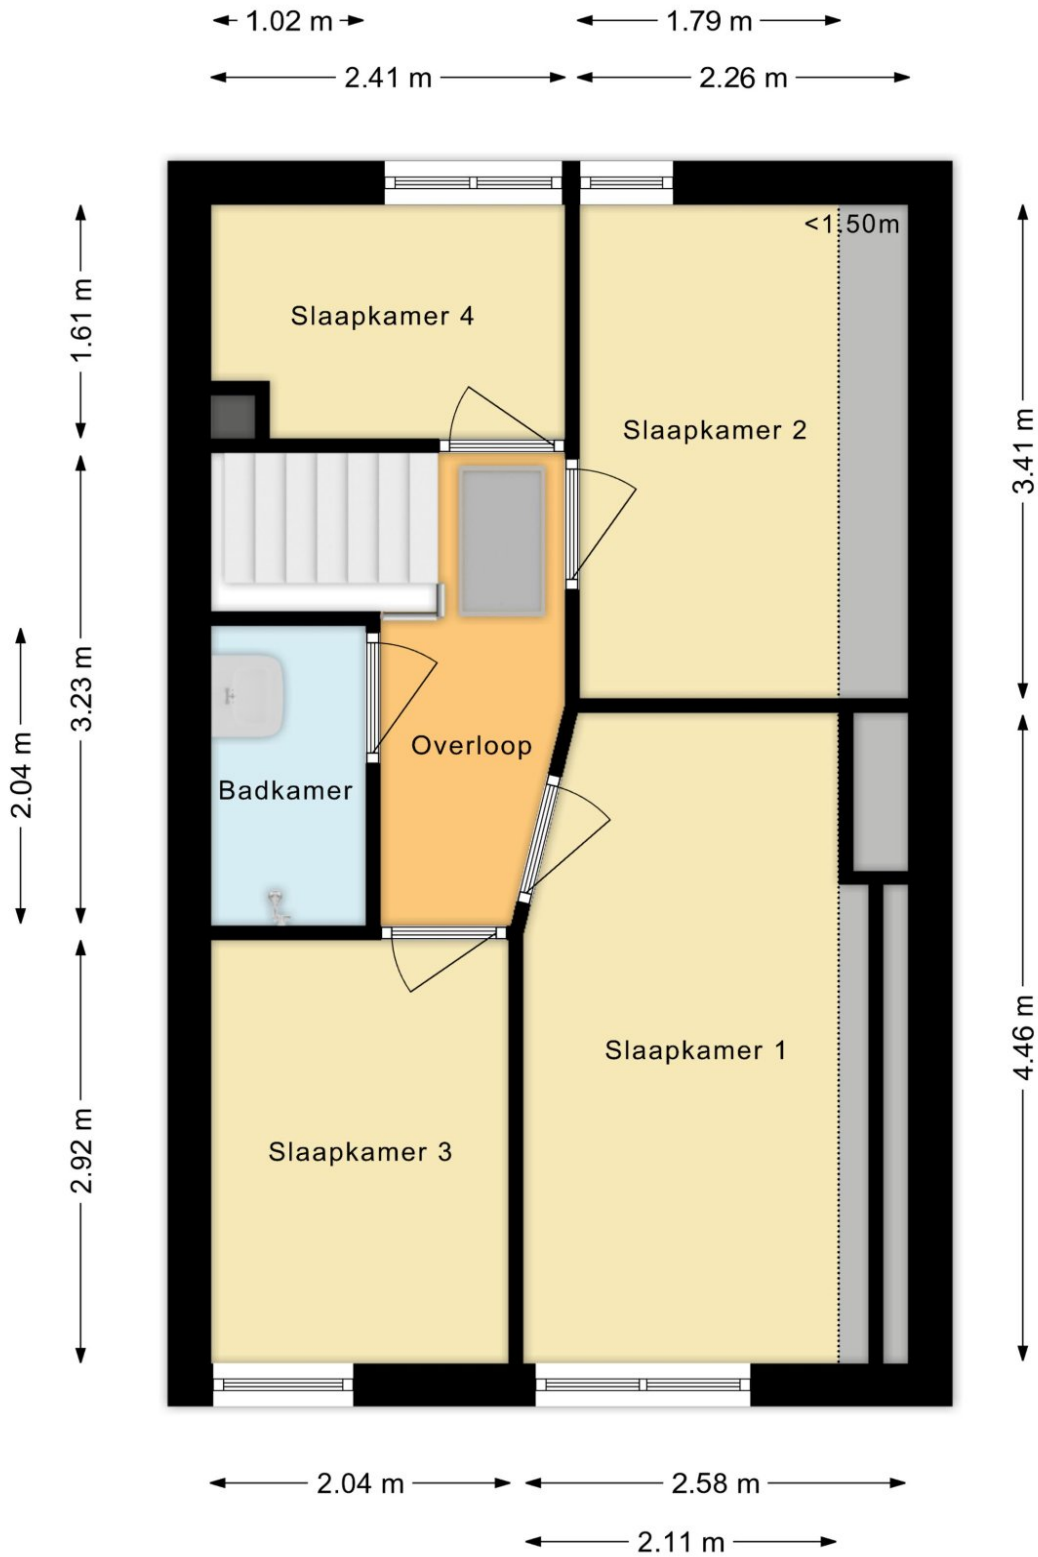 1.02 m
1.79 m
2.41 m
2.26 m
<1.50m
Slaapkamer 4
1.61 m
Slaapkamer 2
3.41 m
3.23 m
2.04 m
Overloop
Badkamer
Slaapkamer 1
4.46 m
Slaapkamer 3
2.92 m
2.04 m
2.58 m
2.11 m